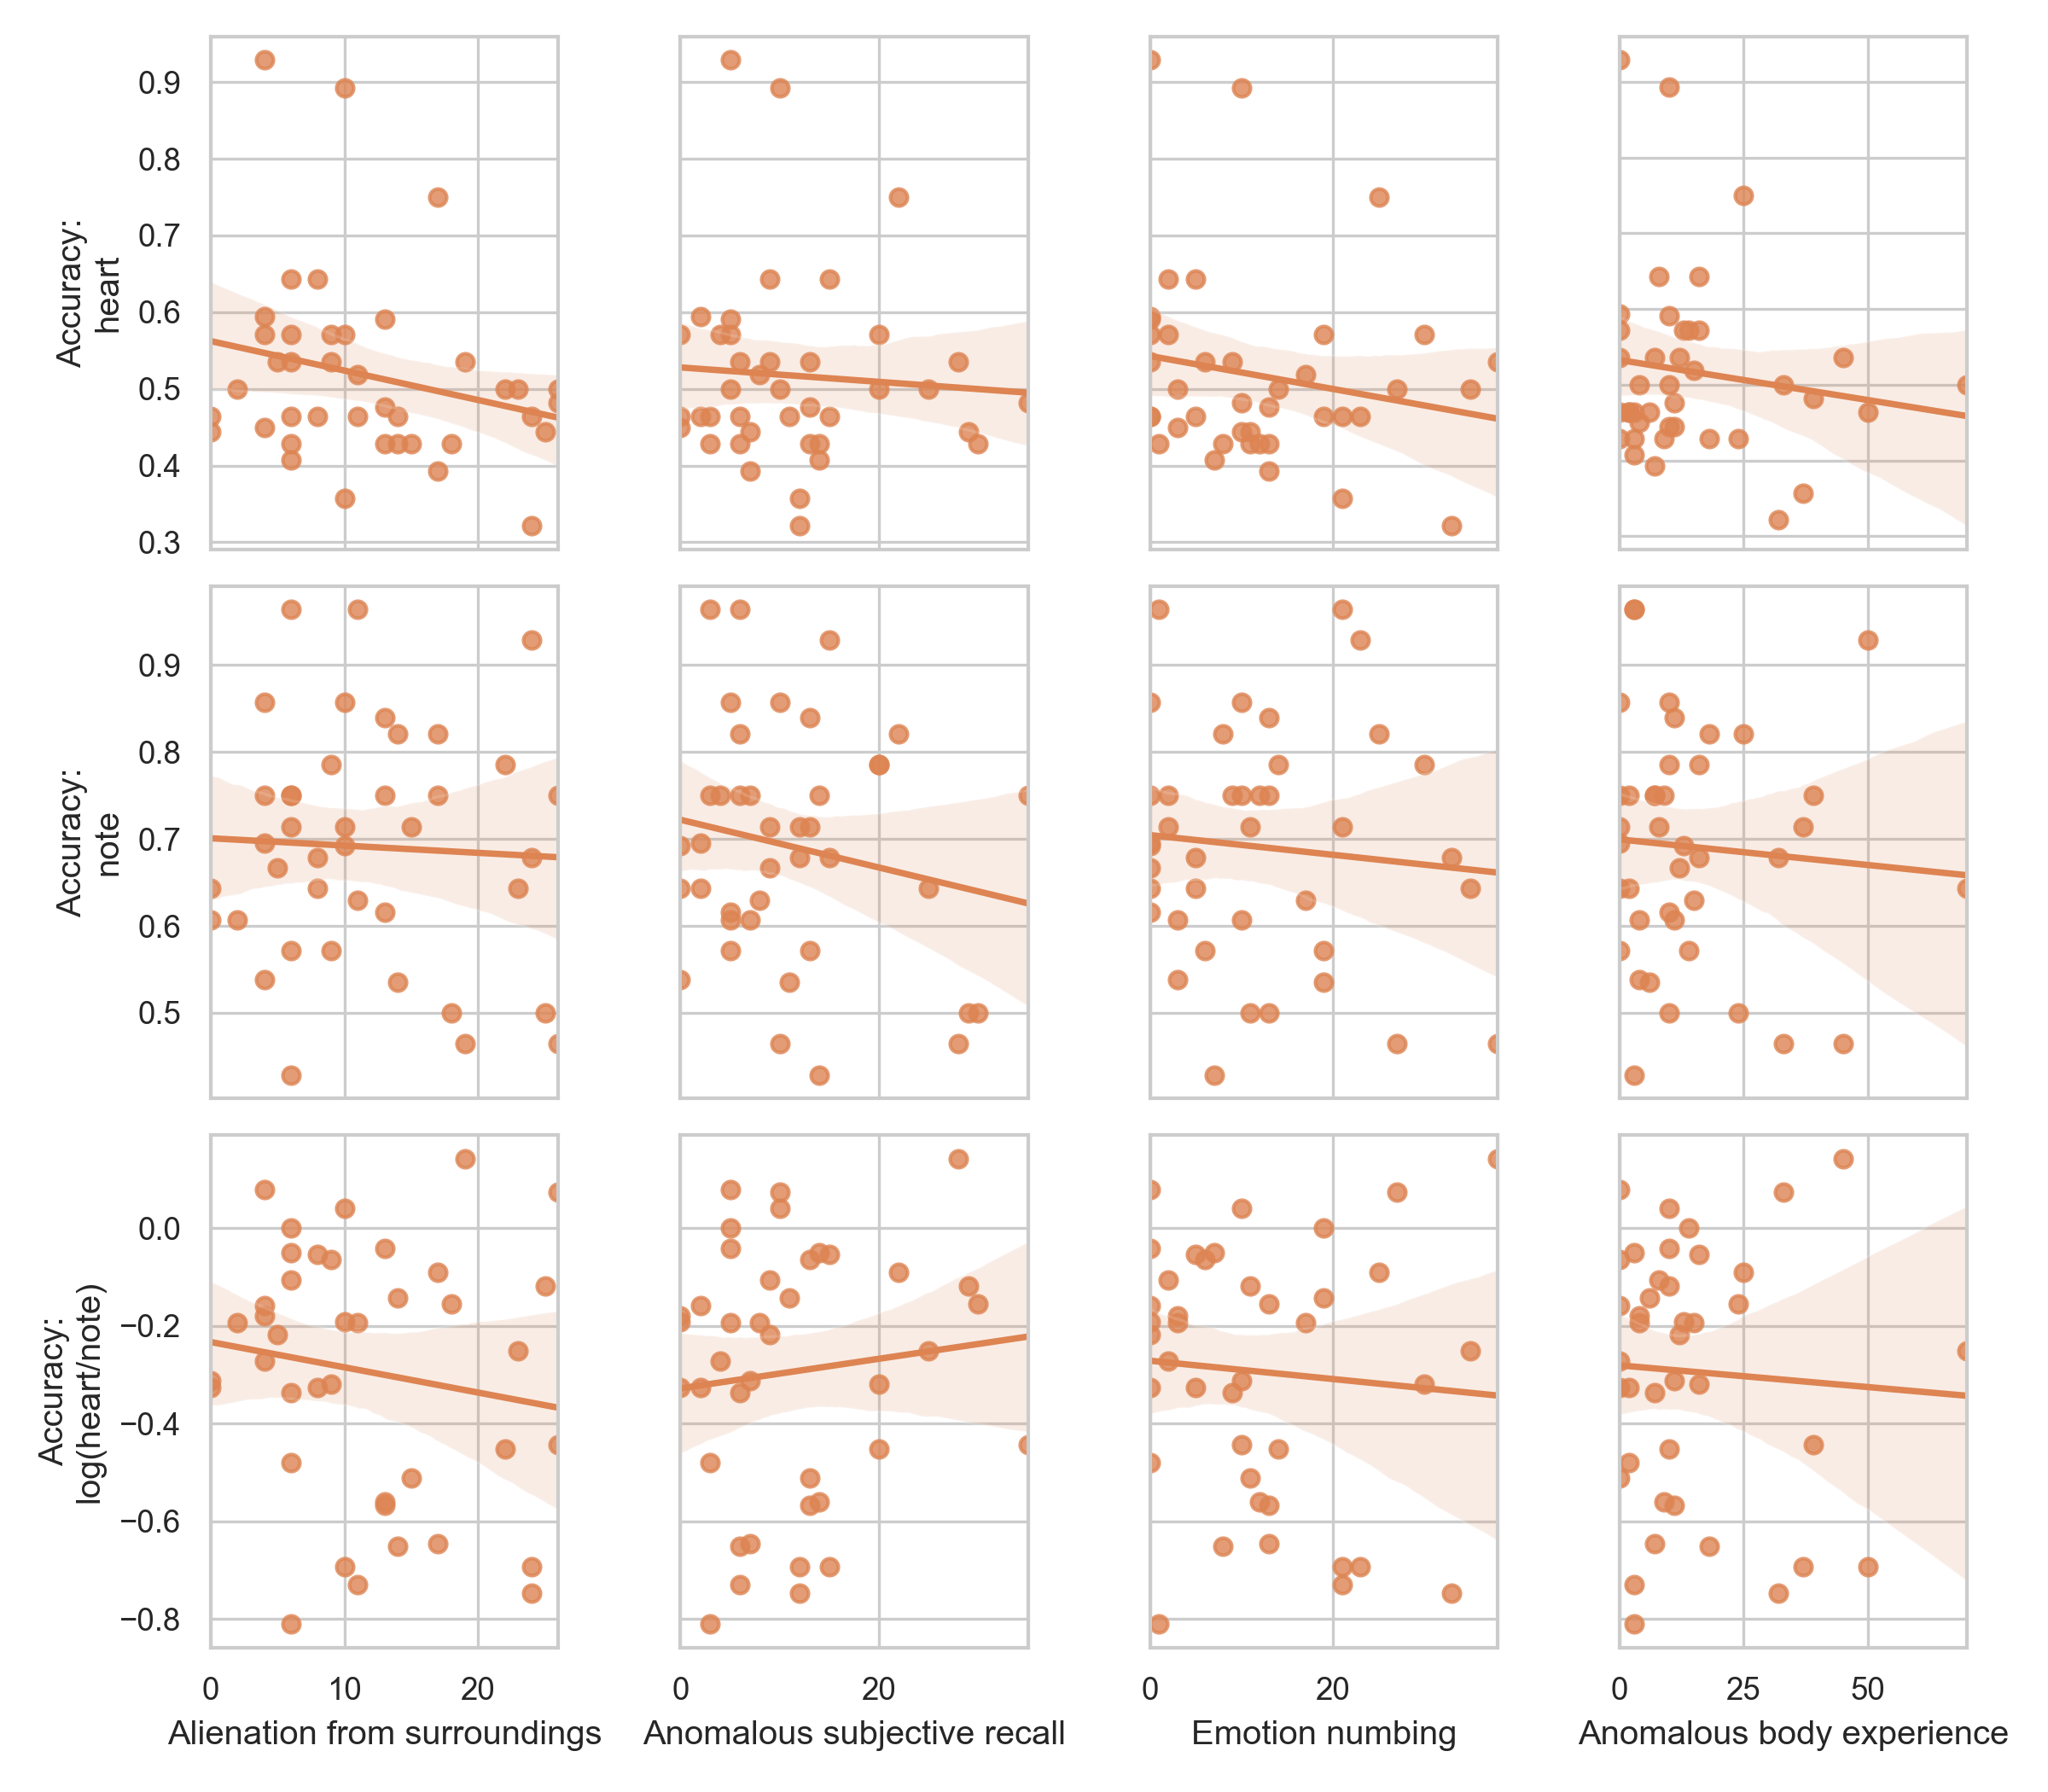 Accuracy:
heart
0.9
0.8
0.7
0.6
0.5
0.4
0.3
Accuracy:
note
0.9
0.8
0.7
0.6
0.5
Accuracy:
log(heart/note)
0.0
−0.2
−0.4
−0.6
−0.8
0 10 20
Alienation from surroundings
0 20
Anomalous subjective recall
0 20
Emotion numbing
0 25 50
Anomalous body experience